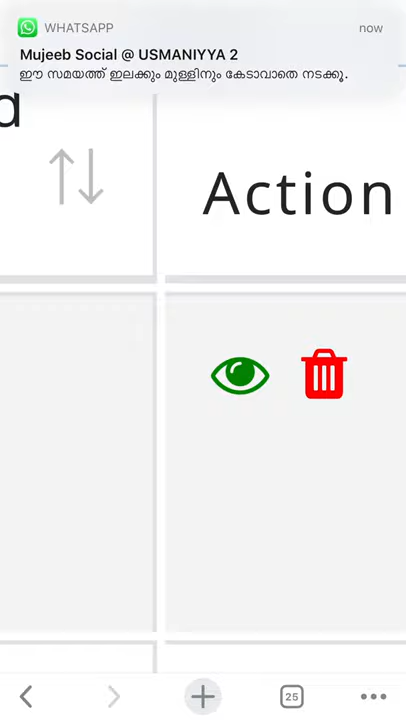 WHATSAPP now
Mujeeb Social @ USMANIYYA 2
ഈ സമയത്ത് ഇലക്കും മുള്ളിനും കേടാവാതെ നടക്കൂ.
d
Action
25